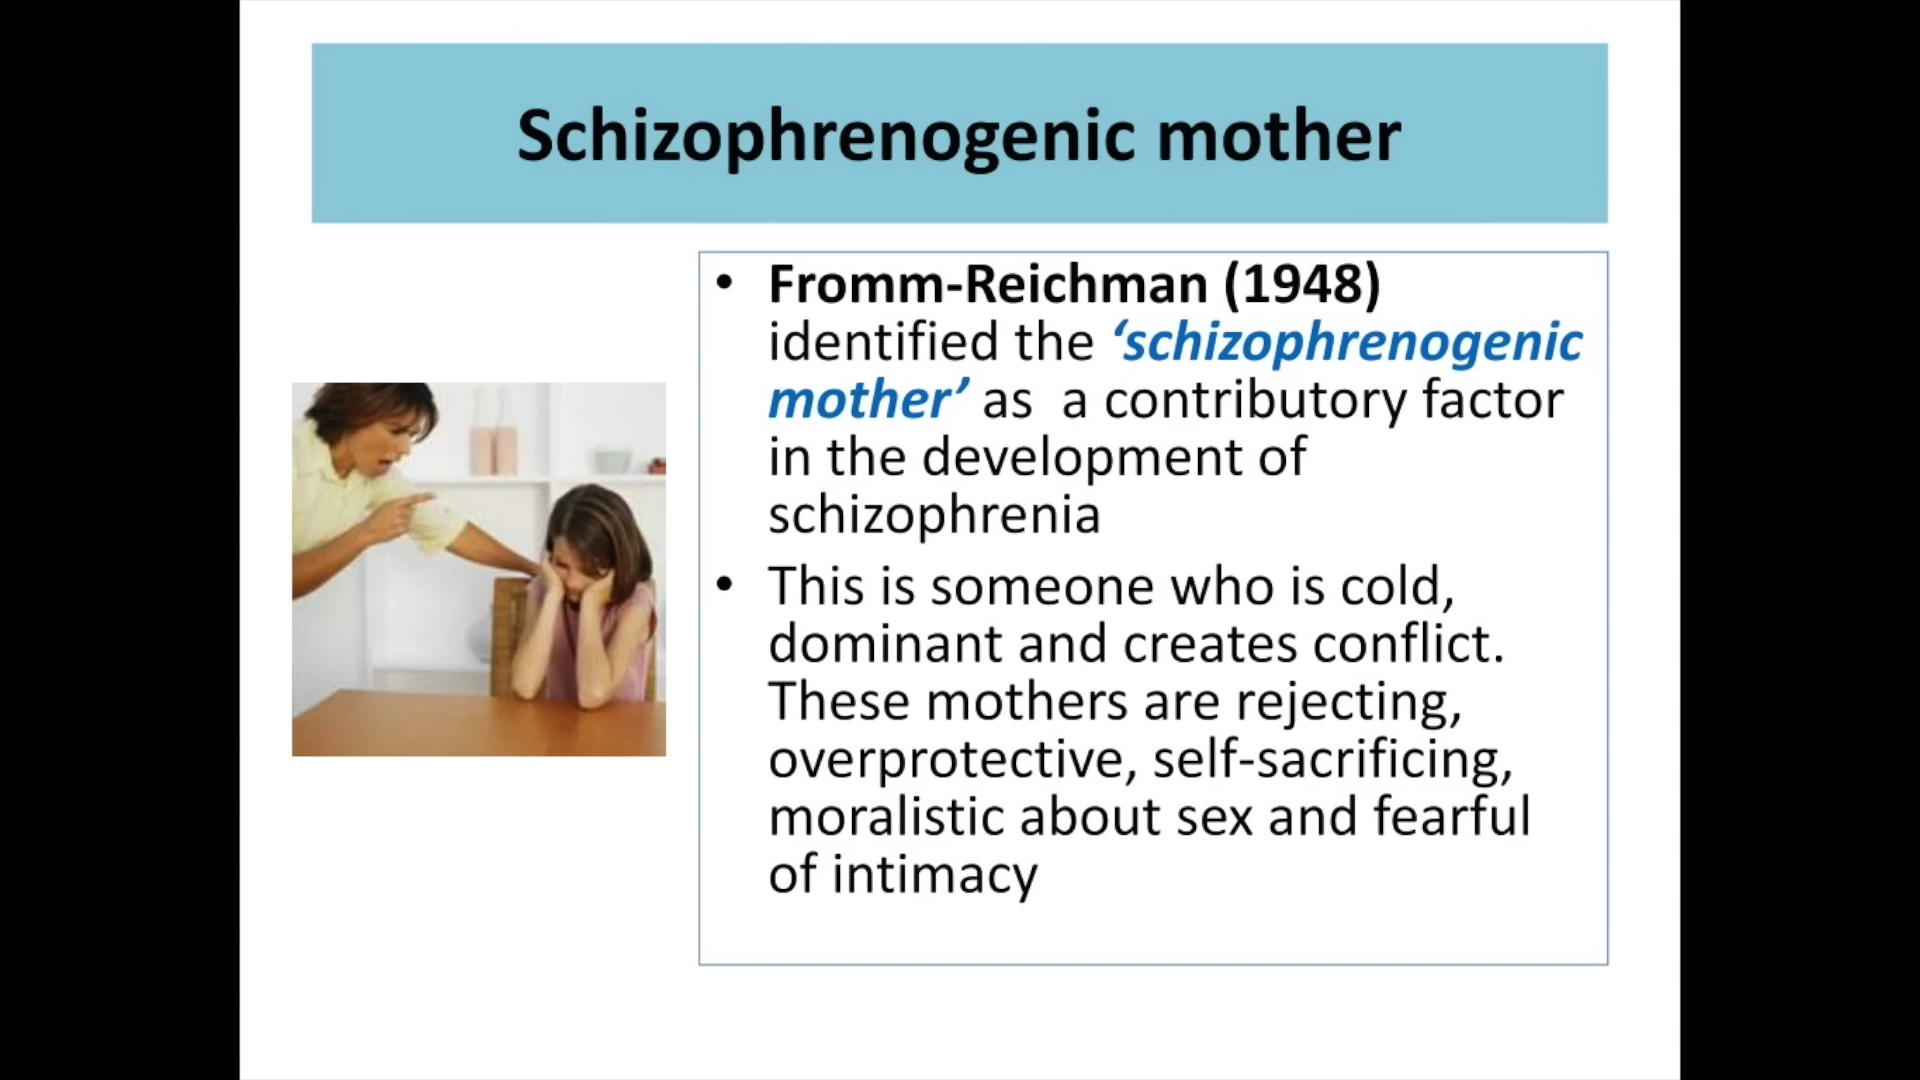 Schizophrenogenic mother
• Fromm-Reichman (1948)
identified the ‘schizophrenogenic
mother’ as  a contributory factor
in the development of
schizophrenia
• This is someone who is cold,
dominant and creates conflict.
These mothers are rejecting,
overprotective, self-sacrificing,
moralistic about sex and fearful
of intimacy